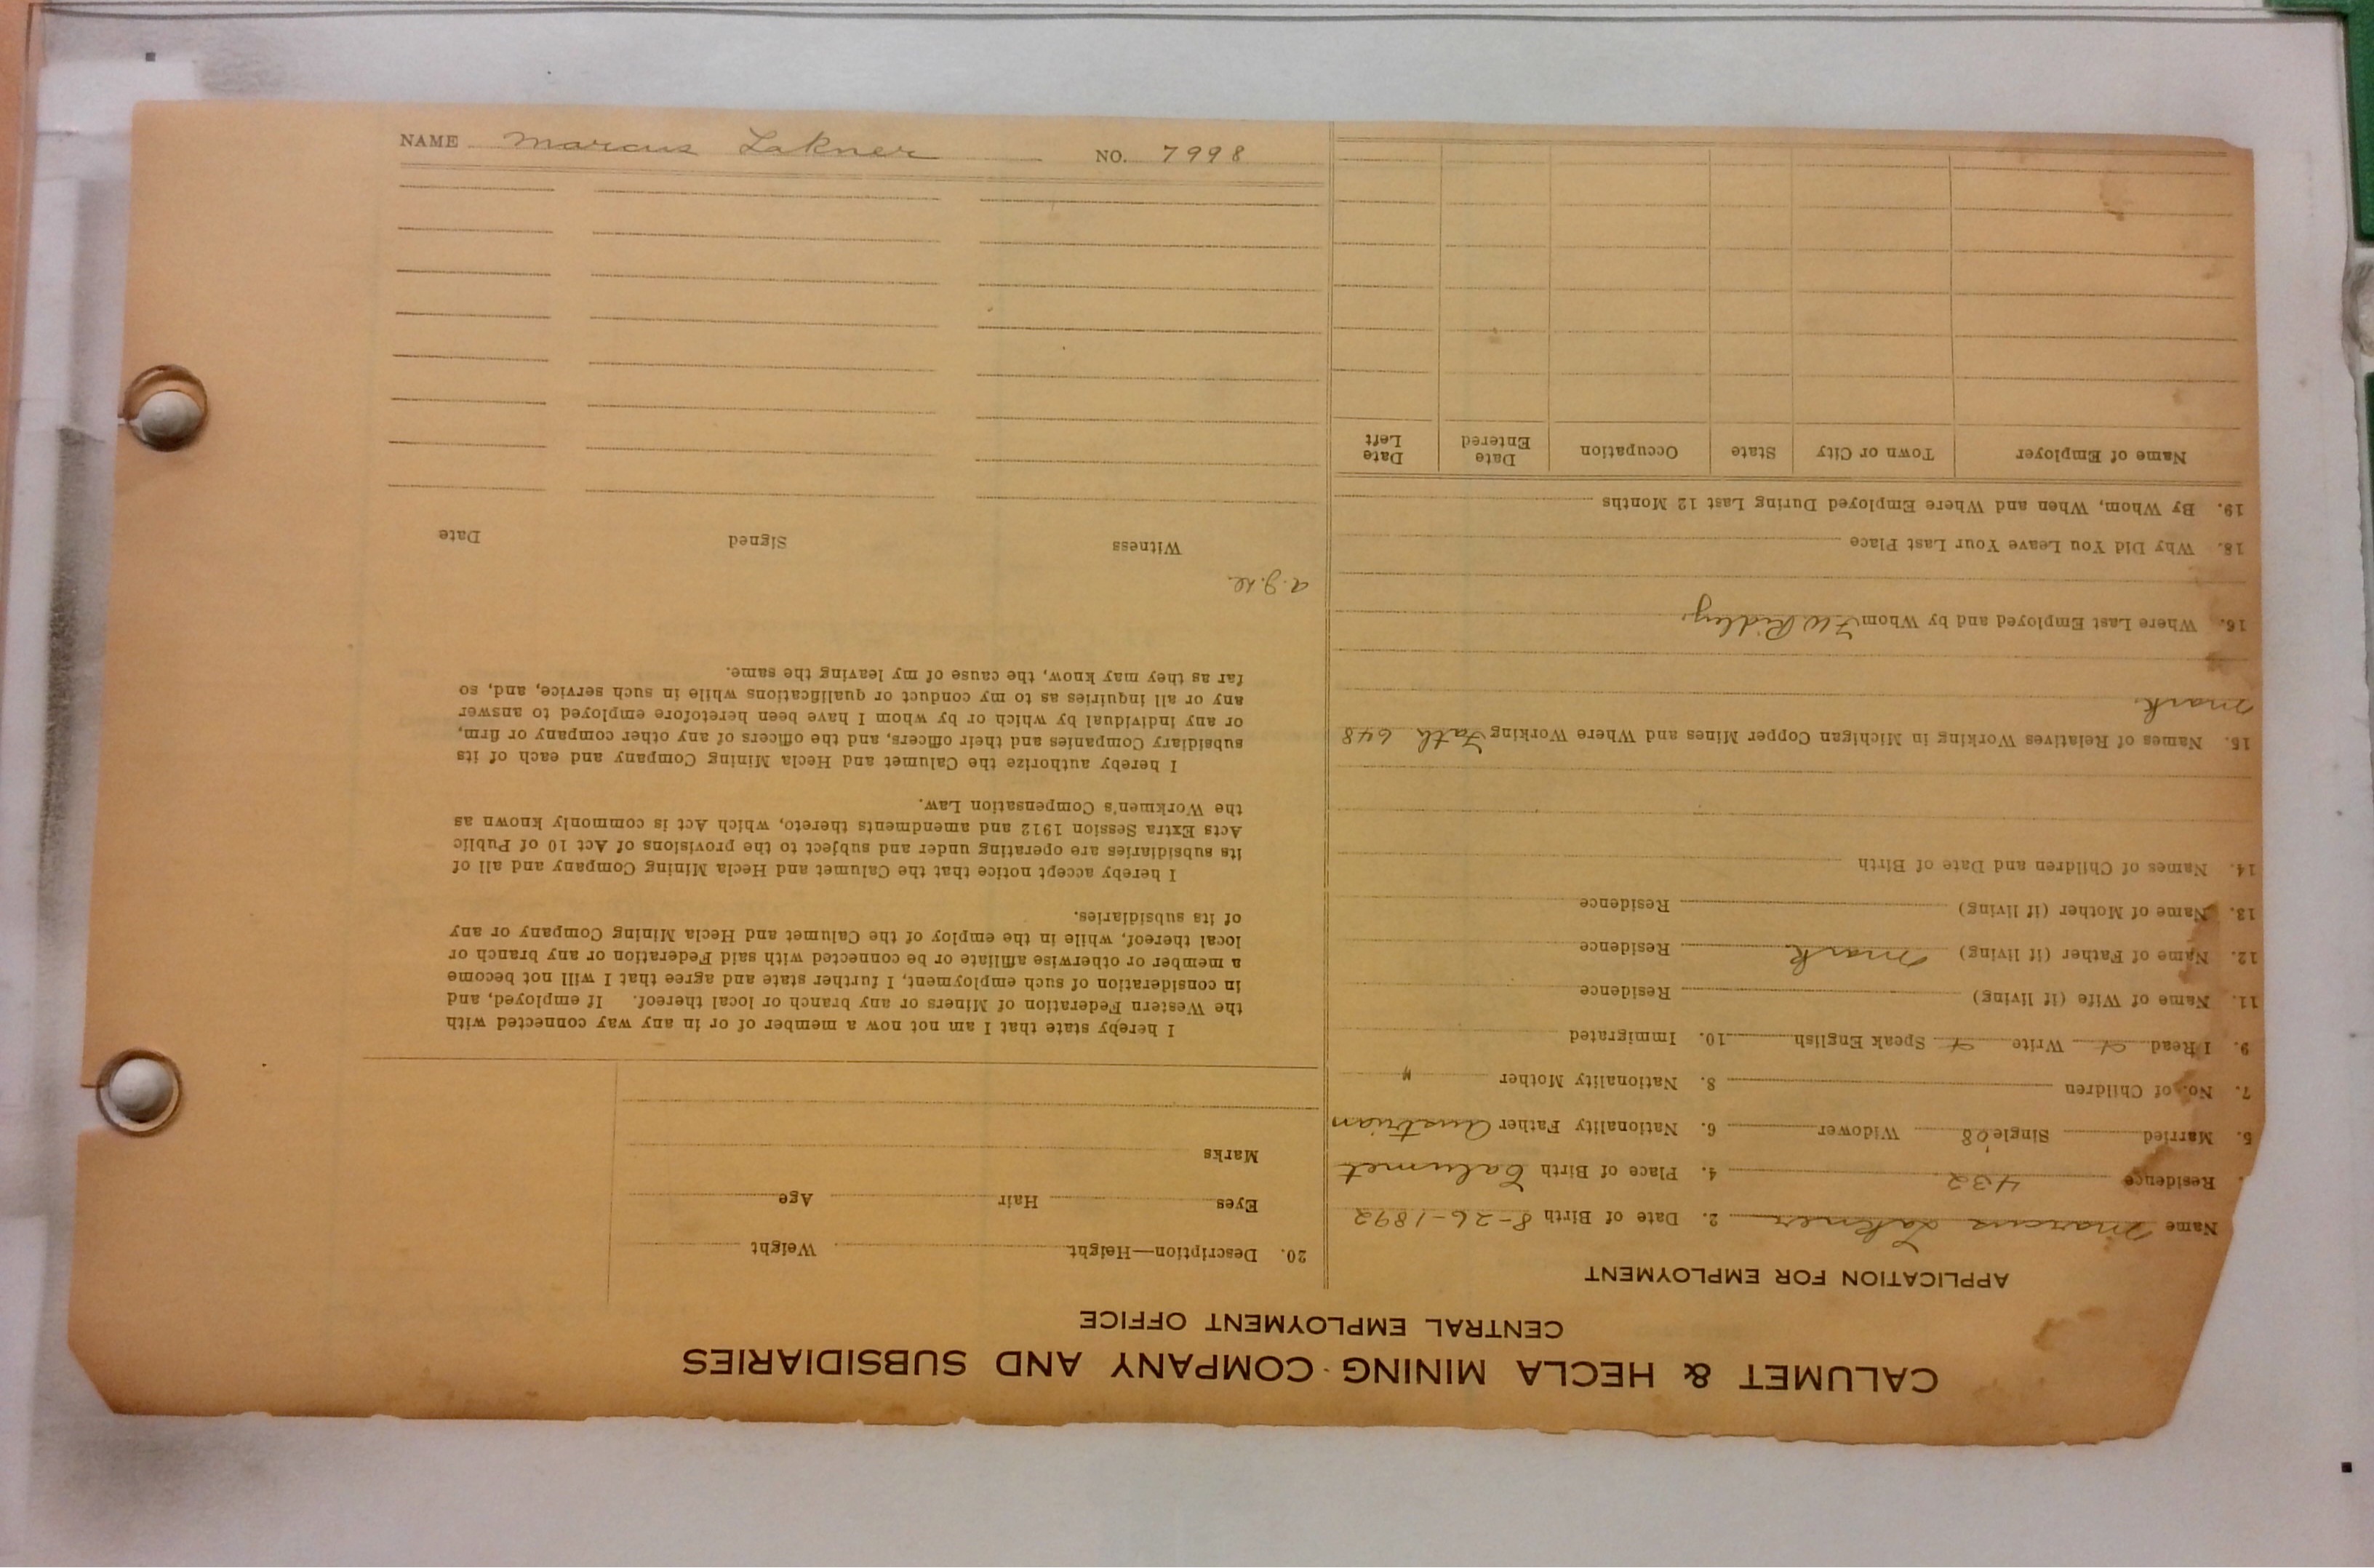 CALUMET & HECLA MINING COMPANY AND SUBSIDIARIES
CENTRAL EMPLOYMENT OFFICE
APPLICATION FOR EMPLOYMENT
Name Marcus Lakner 2. Date of Birth 8-26-1892
Residence 432 4. Place of Birth Calumet
5. Married Single '08 Widower 6. Nationality Father Austrian
7. No. of Children 8. Nationality Mother "
9. I Read Write Speak English 10. Immigrated
11. Name of Wife (if living) Residence
12. Name of Father (if living) Mark Residence
13. Name of Mother (if living) Residence
14. Names of Children and Date of Birth
15. Names of Relatives Working in Michigan Copper Mines and Where Working Fath 648
Mark
16. Where Last Employed and by Whom F W Ridley
18. Why Did You Leave Your Last Place
19. By Whom, When and Where Employed During Last 12 Months
Name of Employer Town or City State Occupation Date Entered Date Left
20. Description—Height Weight
Eyes Hair Age
Marks
I hereby state that I am not now a member of or in any way connected with
the Western Federation of Miners or any branch or local thereof. If employed, and
in consideration of such employment, I further state and agree that I will not become
a member or otherwise affiliate or be connected with said Federation or any branch or
local thereof, while in the employ of the Calumet and Hecla Mining Company or any
of its subsidiaries.
I hereby accept notice that the Calumet and Hecla Mining Company and all of
its subsidiaries are operating under and subject to the provisions of Act 10 of Public
Acts Extra Session 1912 and amendments thereto, which Act is commonly known as
the Workmen's Compensation Law.
I hereby authorize the Calumet and Hecla Mining Company and each of its
subsidiary Companies and their officers, and the officers of any other company or firm,
or any individual by which or by whom I have been heretofore employed to answer
any or all inquiries as to my conduct or qualifications while in such service, and, so
far as they may know, the cause of my leaving the same.
Witness Signed Date
NAME Marcus Lakner NO. 7998